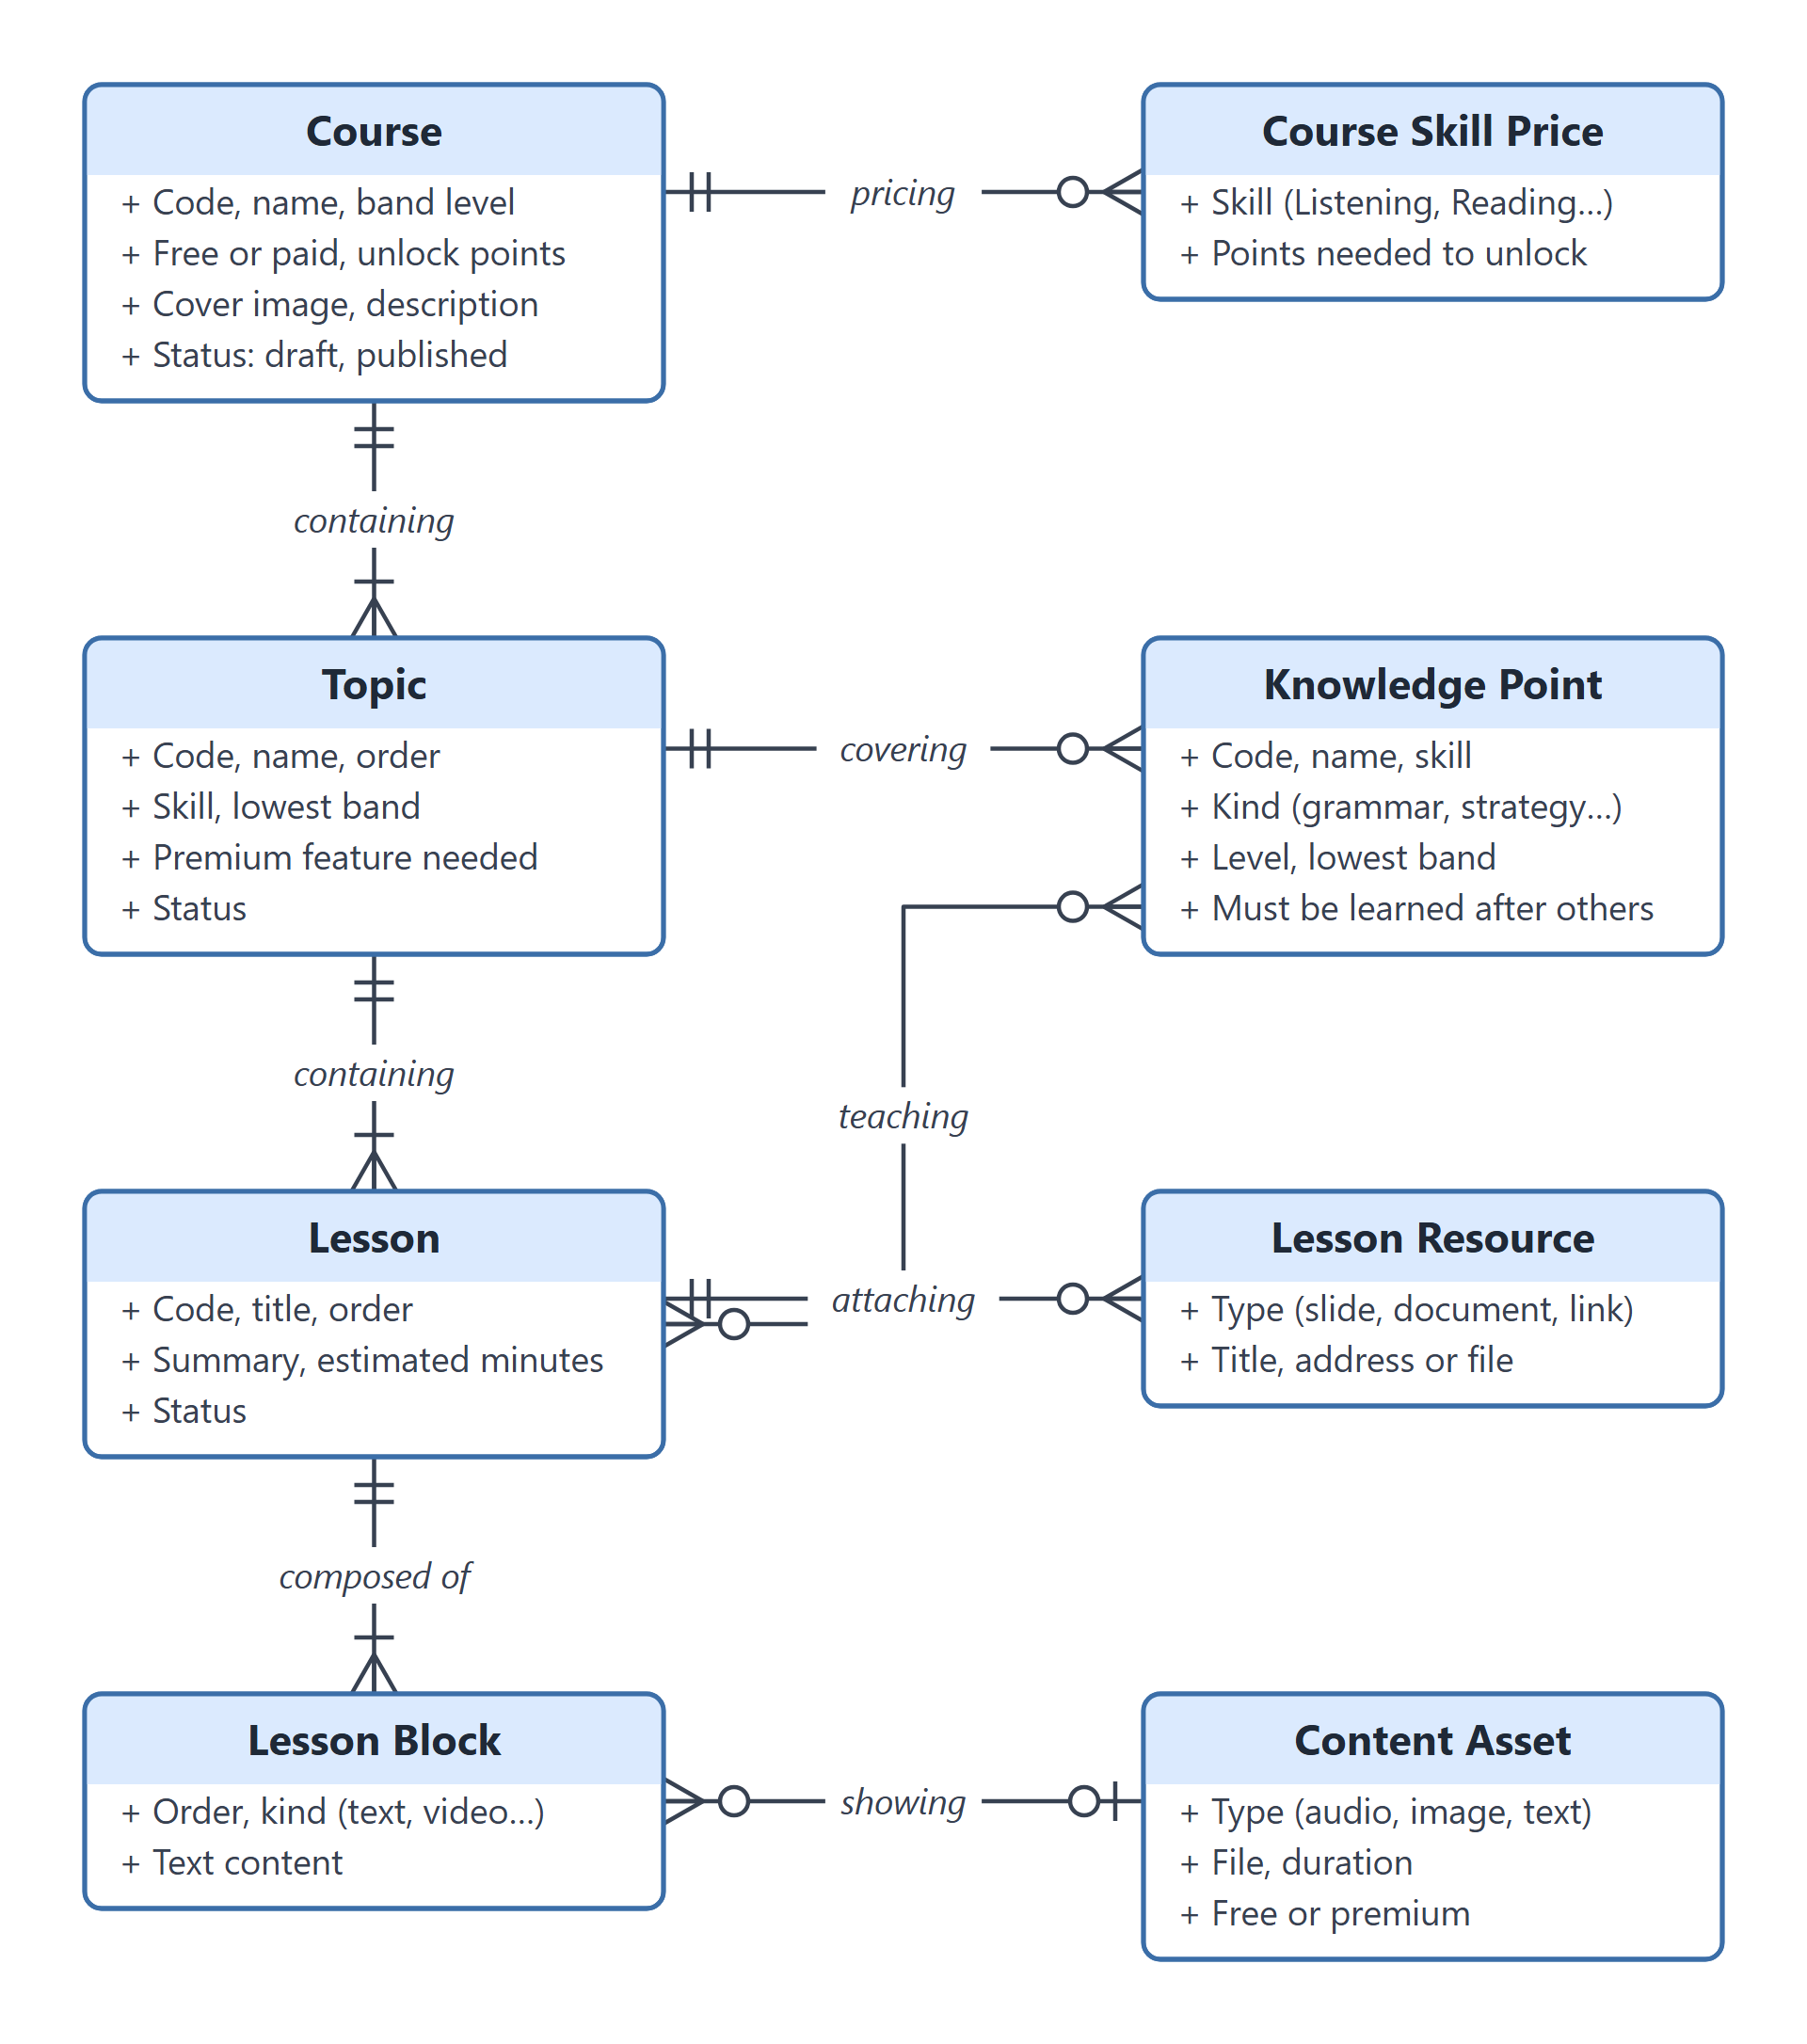 Course
+ Code, name, band level
+ Free or paid, unlock points
+ Cover image, description
+ Status: draft, published
pricing
Course Skill Price
+ Skill (Listening, Reading...)
+ Points needed to unlock
containing
Topic
+ Code, name, order
+ Skill, lowest band
+ Premium feature needed
+ Status
covering
Knowledge Point
+ Code, name, skill
+ Kind (grammar, strategy...)
+ Level, lowest band
+ Must be learned after others
containing
teaching
Lesson
+ Code, title, order
+ Summary, estimated minutes
+ Status
attaching
Lesson Resource
+ Type (slide, document, link)
+ Title, address or file
composed of
Lesson Block
+ Order, kind (text, video...)
+ Text content
showing
Content Asset
+ Type (audio, image, text)
+ File, duration
+ Free or premium